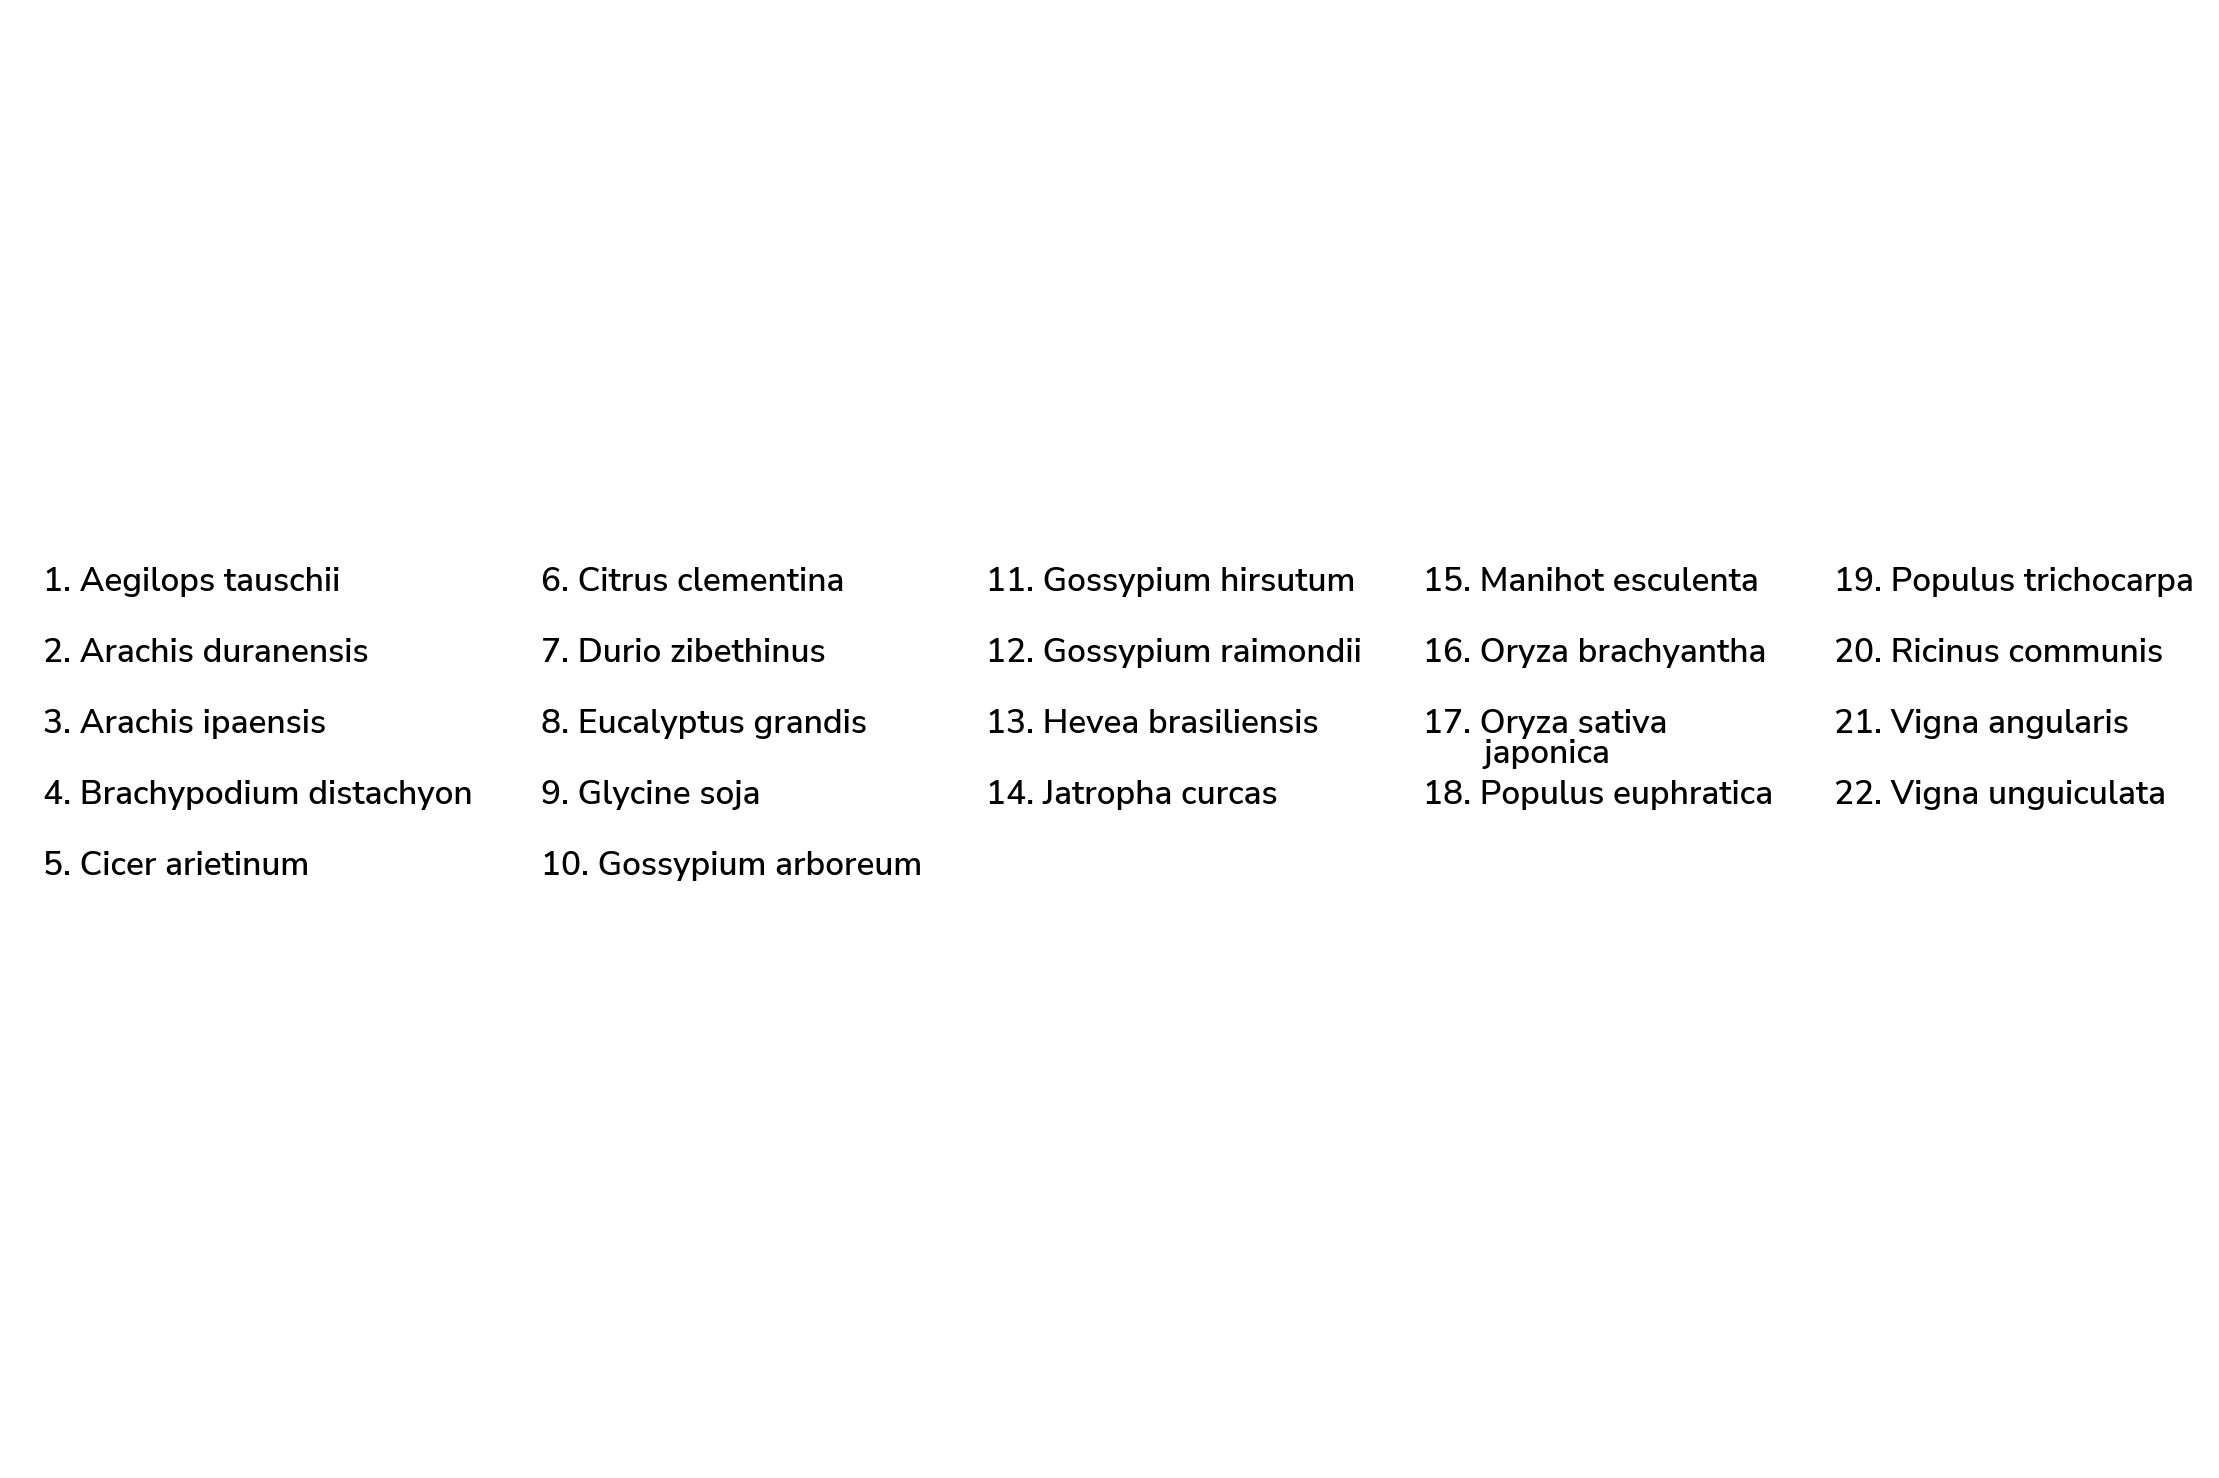 1. Aegilops tauschii
2. Arachis duranensis
3. Arachis ipaensis
4. Brachypodium distachyon
5. Cicer arietinum
6. Citrus clementina
7. Durio zibethinus
8. Eucalyptus grandis
9. Glycine soja
10. Gossypium arboreum
11. Gossypium hirsutum
12. Gossypium raimondii
13. Hevea brasiliensis
14. Jatropha curcas
15. Manihot esculenta
16. Oryza brachyantha
17. Oryza sativa
japonica
18. Populus euphratica
19. Populus trichocarpa
20. Ricinus communis
21. Vigna angularis
22. Vigna unguiculata